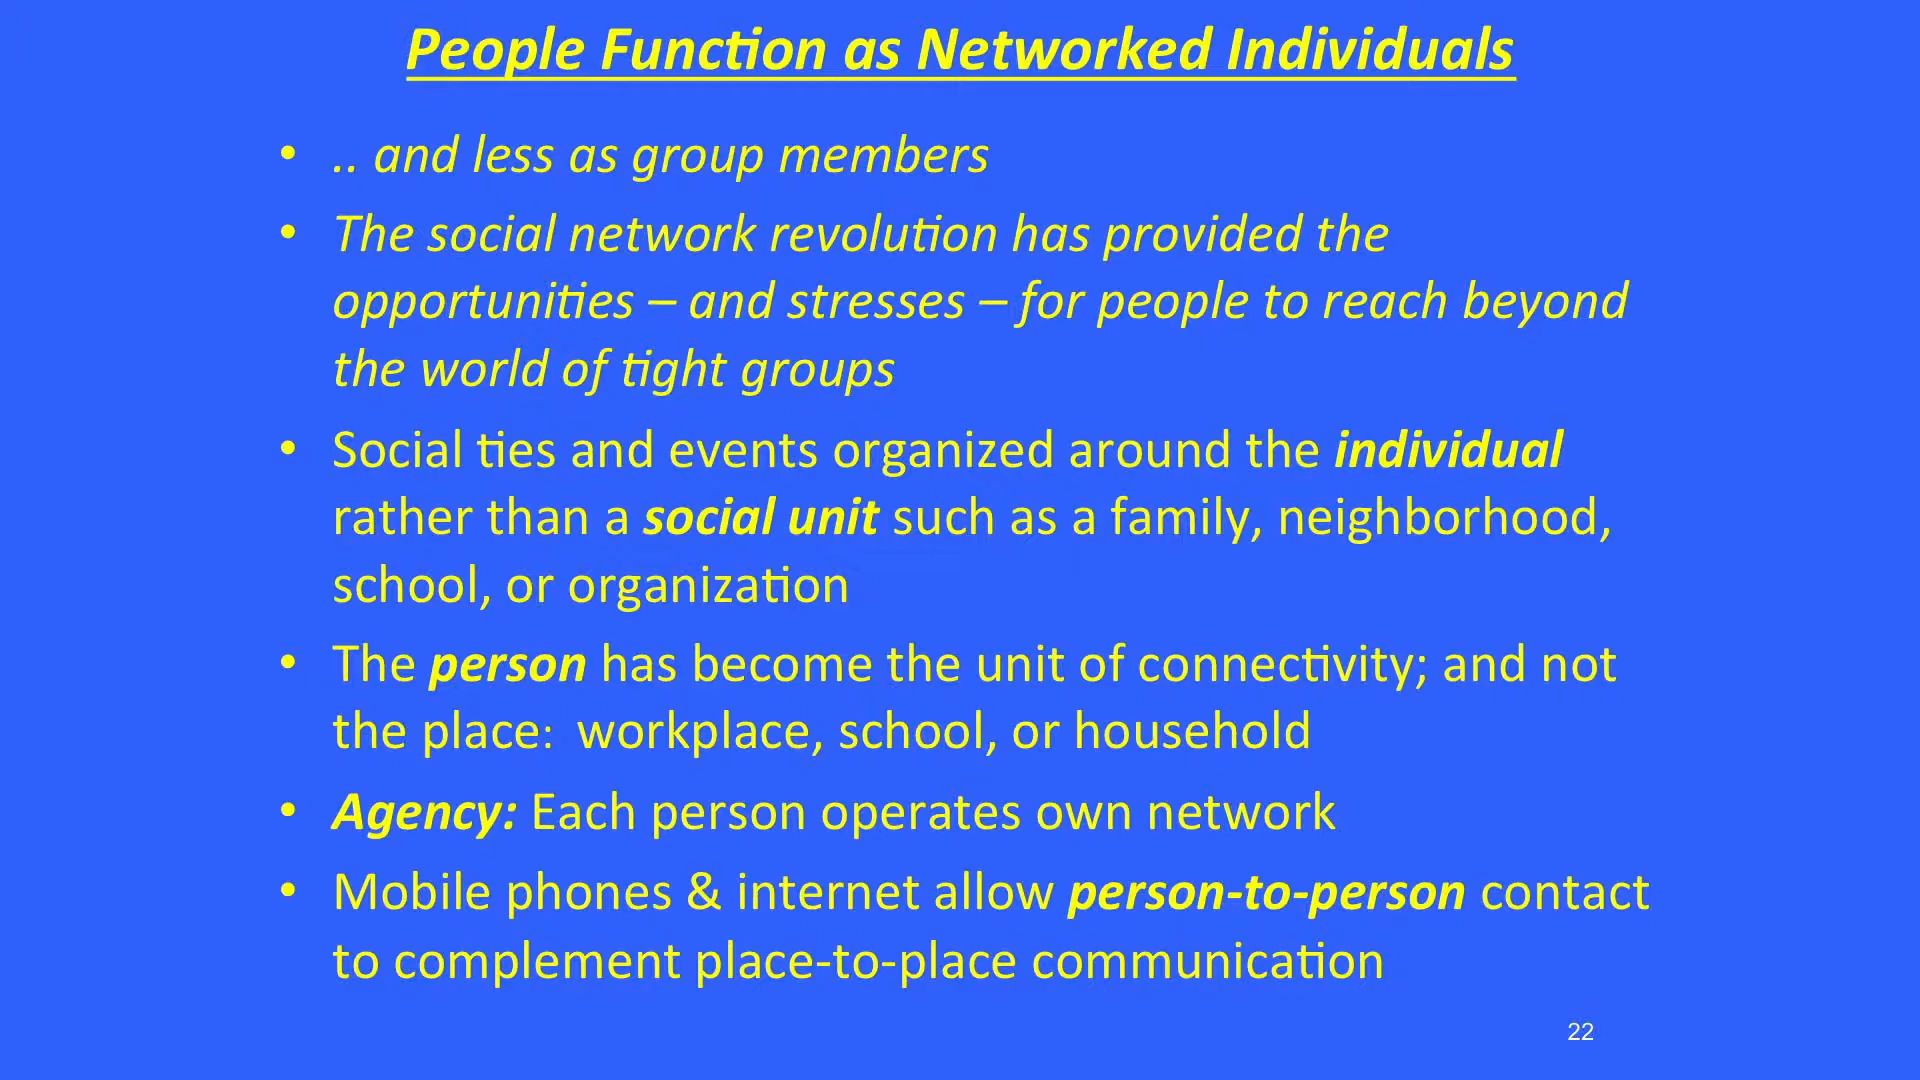 People Function as Networked Individuals
• .. and less as group members
• The social network revolution has provided the
opportunities – and stresses – for people to reach beyond
the world of tight groups
• Social ties and events organized around the individual
rather than a social unit such as a family, neighborhood,
school, or organization
• The person has become the unit of connectivity; and not
the place:  workplace, school, or household
• Agency: Each person operates own network
• Mobile phones & internet allow person-to-person contact
to complement place-to-place communication
22